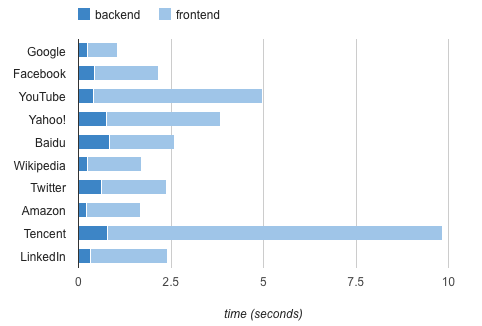 backend frontend
Google
Facebook
YouTube
Yahoo!
Baidu
Wikipedia
Twitter
Amazon
Tencent
LinkedIn
0 2.5 5 7.5 10
time (seconds)